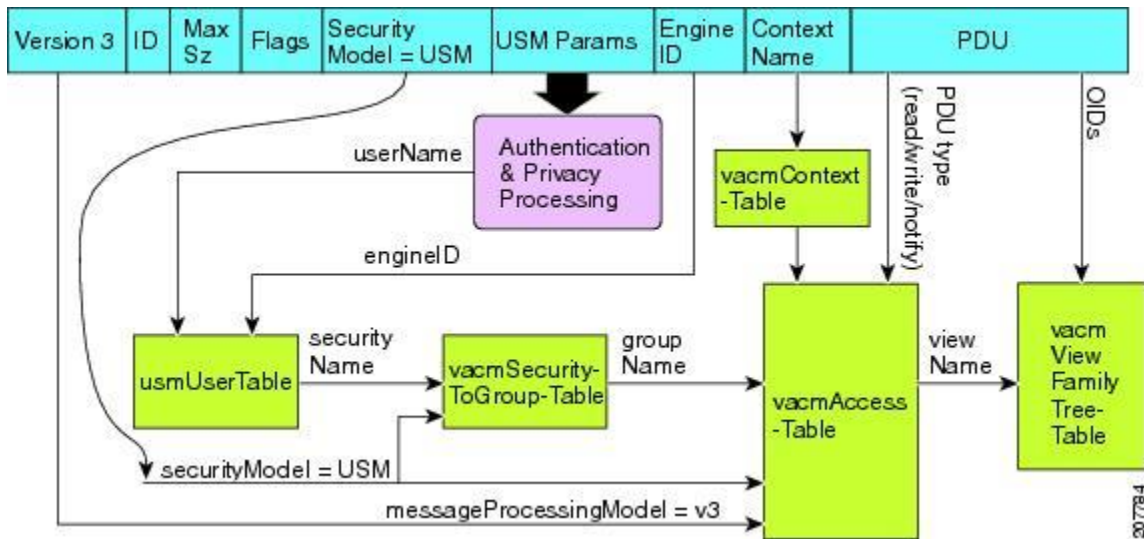 Version 3
ID
Max
Sz
Flags
Security
Model = USM
USM Params
Engine
ID
Context
Name
PDU
userName
Authentication
& Privacy
Processing
vacmContext
-Table
PDU type
(read/write/notify)
OIDs
engineID
usmUserTable
security
Name
vacmSecurity-
ToGroup-Table
group
Name
vacmAccess
-Table
view
Name
vacm
View
Family
Tree-
Table
securityModel = USM
messageProcessingModel = v3